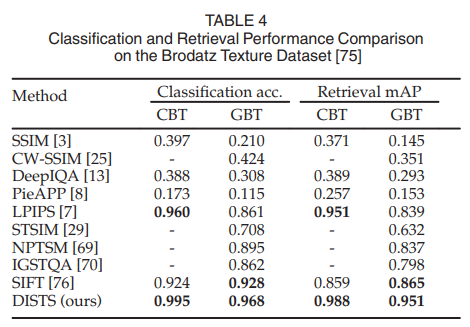 TABLE 4
Classification and Retrieval Performance Comparison
on the Brodatz Texture Dataset [75]
Method Classification acc. Retrieval mAP
CBT GBT CBT GBT
SSIM [3] 0.397 0.210 0.371 0.145
CW-SSIM [25] - 0.424 - 0.351
DeepIQA [13] 0.388 0.308 0.389 0.293
PieAPP [8] 0.173 0.115 0.257 0.153
LPIPS [7] 0.960 0.861 0.951 0.839
STSIM [29] - 0.708 - 0.632
NPTSM [69] - 0.895 - 0.837
IGSTQA [70] - 0.862 - 0.798
SIFT [76] 0.924 0.928 0.859 0.865
DISTS (ours) 0.995 0.968 0.988 0.951